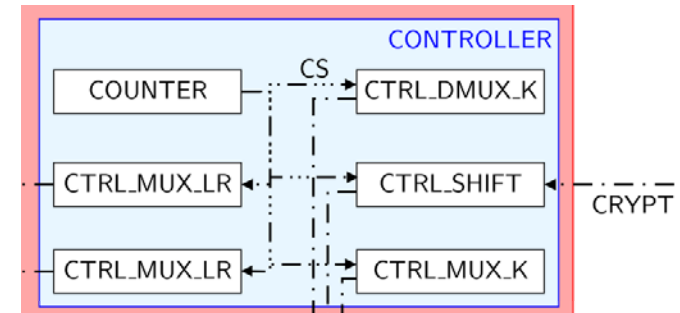 CONTROLLER
CS
COUNTER
CTRL_DMUX_K
CTRL_MUX_LR
CTRL_SHIFT
CRYPT
CTRL_MUX_LR
CTRL_MUX_K